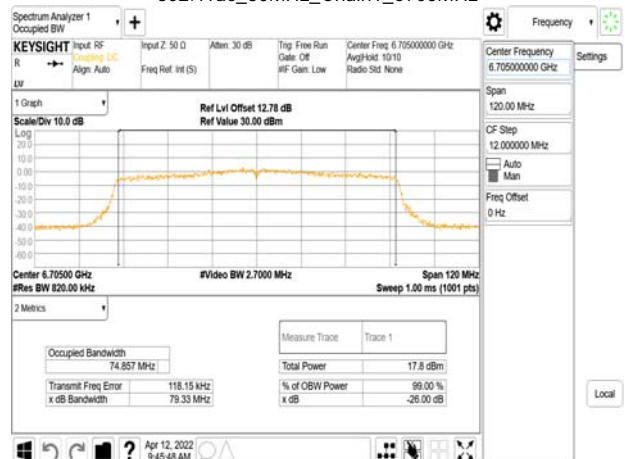 Spectrum Analyzer 1
Occupied BW
Frequency
KEYSIGHT
Input: RF
Coupling: DC
Align: Auto
Input Z: 50 Ω
Freq Ref: Int (S)
Atten: 30 dB
Trig: Free Run
Gate: Off
#IF Gain: Low
Center Freq: 6.705000000 GHz
Avg|Hold: 10/10
Radio Std: None
R
LVI
Center Frequency
6.705000000 GHz
Settings
Span
120.00 MHz
CF Step
12.000000 MHz
Auto
Man
Freq Offset
0 Hz
1 Graph
Scale/Div 10.0 dB
Ref Lvl Offset 12.78 dB
Ref Value 30.00 dBm
Log
20.0
10.0
0.00
-10.0
-20.0
-30.0
-40.0
-50.0
-60.0
Center 6.70500 GHz
#Res BW 820.00 kHz
#Video BW 2.7000 MHz
Span 120 MHz
Sweep 1.00 ms (1001 pts)
2 Metrics
Measure Trace
Trace 1
Occupied Bandwidth
74.857 MHz
Total Power
17.8 dBm
Transmit Freq Error
118.15 kHz
% of OBW Power
99.00 %
x dB Bandwidth
79.33 MHz
x dB
-26.00 dB
Local
Apr 12, 2022
9:45:48 AM